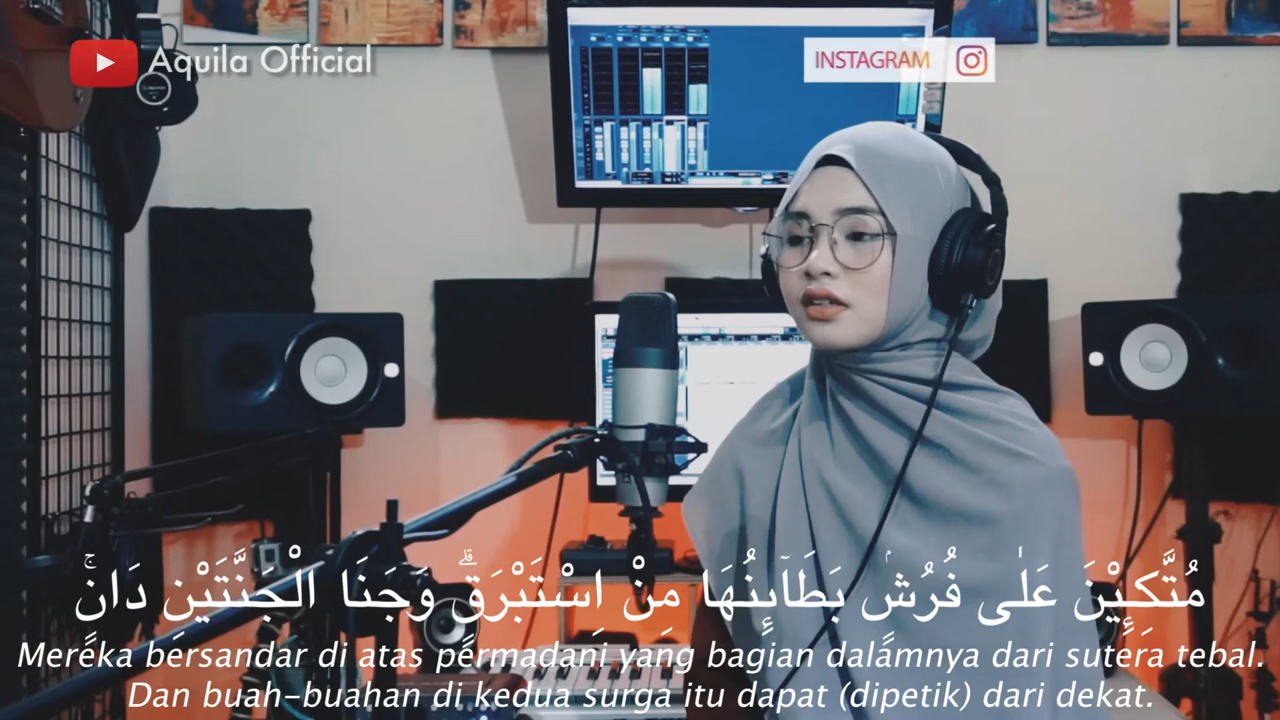 Aquila Official
INSTAGRAM
مُتَّكِـِٕيْنَ عَلٰى فُرُشٍۢ بَطَاۤىِٕنُهَا مِنْ اِسْتَبْرَقٍۗ وَجَنَا الْجَنَّتَيْنِ دَانٍۚ
Mereka bersandar di atas permadani yang bagian dalamnya dari sutera tebal.
Dan buah-buahan di kedua surga itu dapat (dipetik) dari dekat.